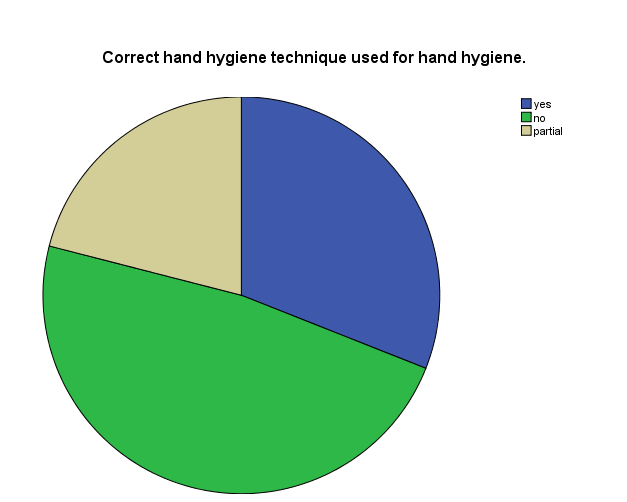 Correct hand hygiene technique used for hand hygiene.
yes
no
partial